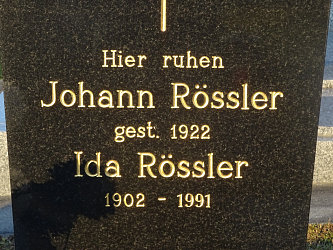 Hier ruhen
Johann Rössler
gest. 1922
Ida Rössler
1902 - 1991